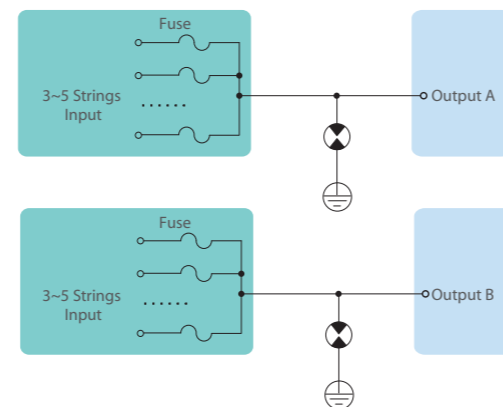 Fuse
3~5 Strings
Input
......
Output A
Fuse
3~5 Strings
Input
......
Output B